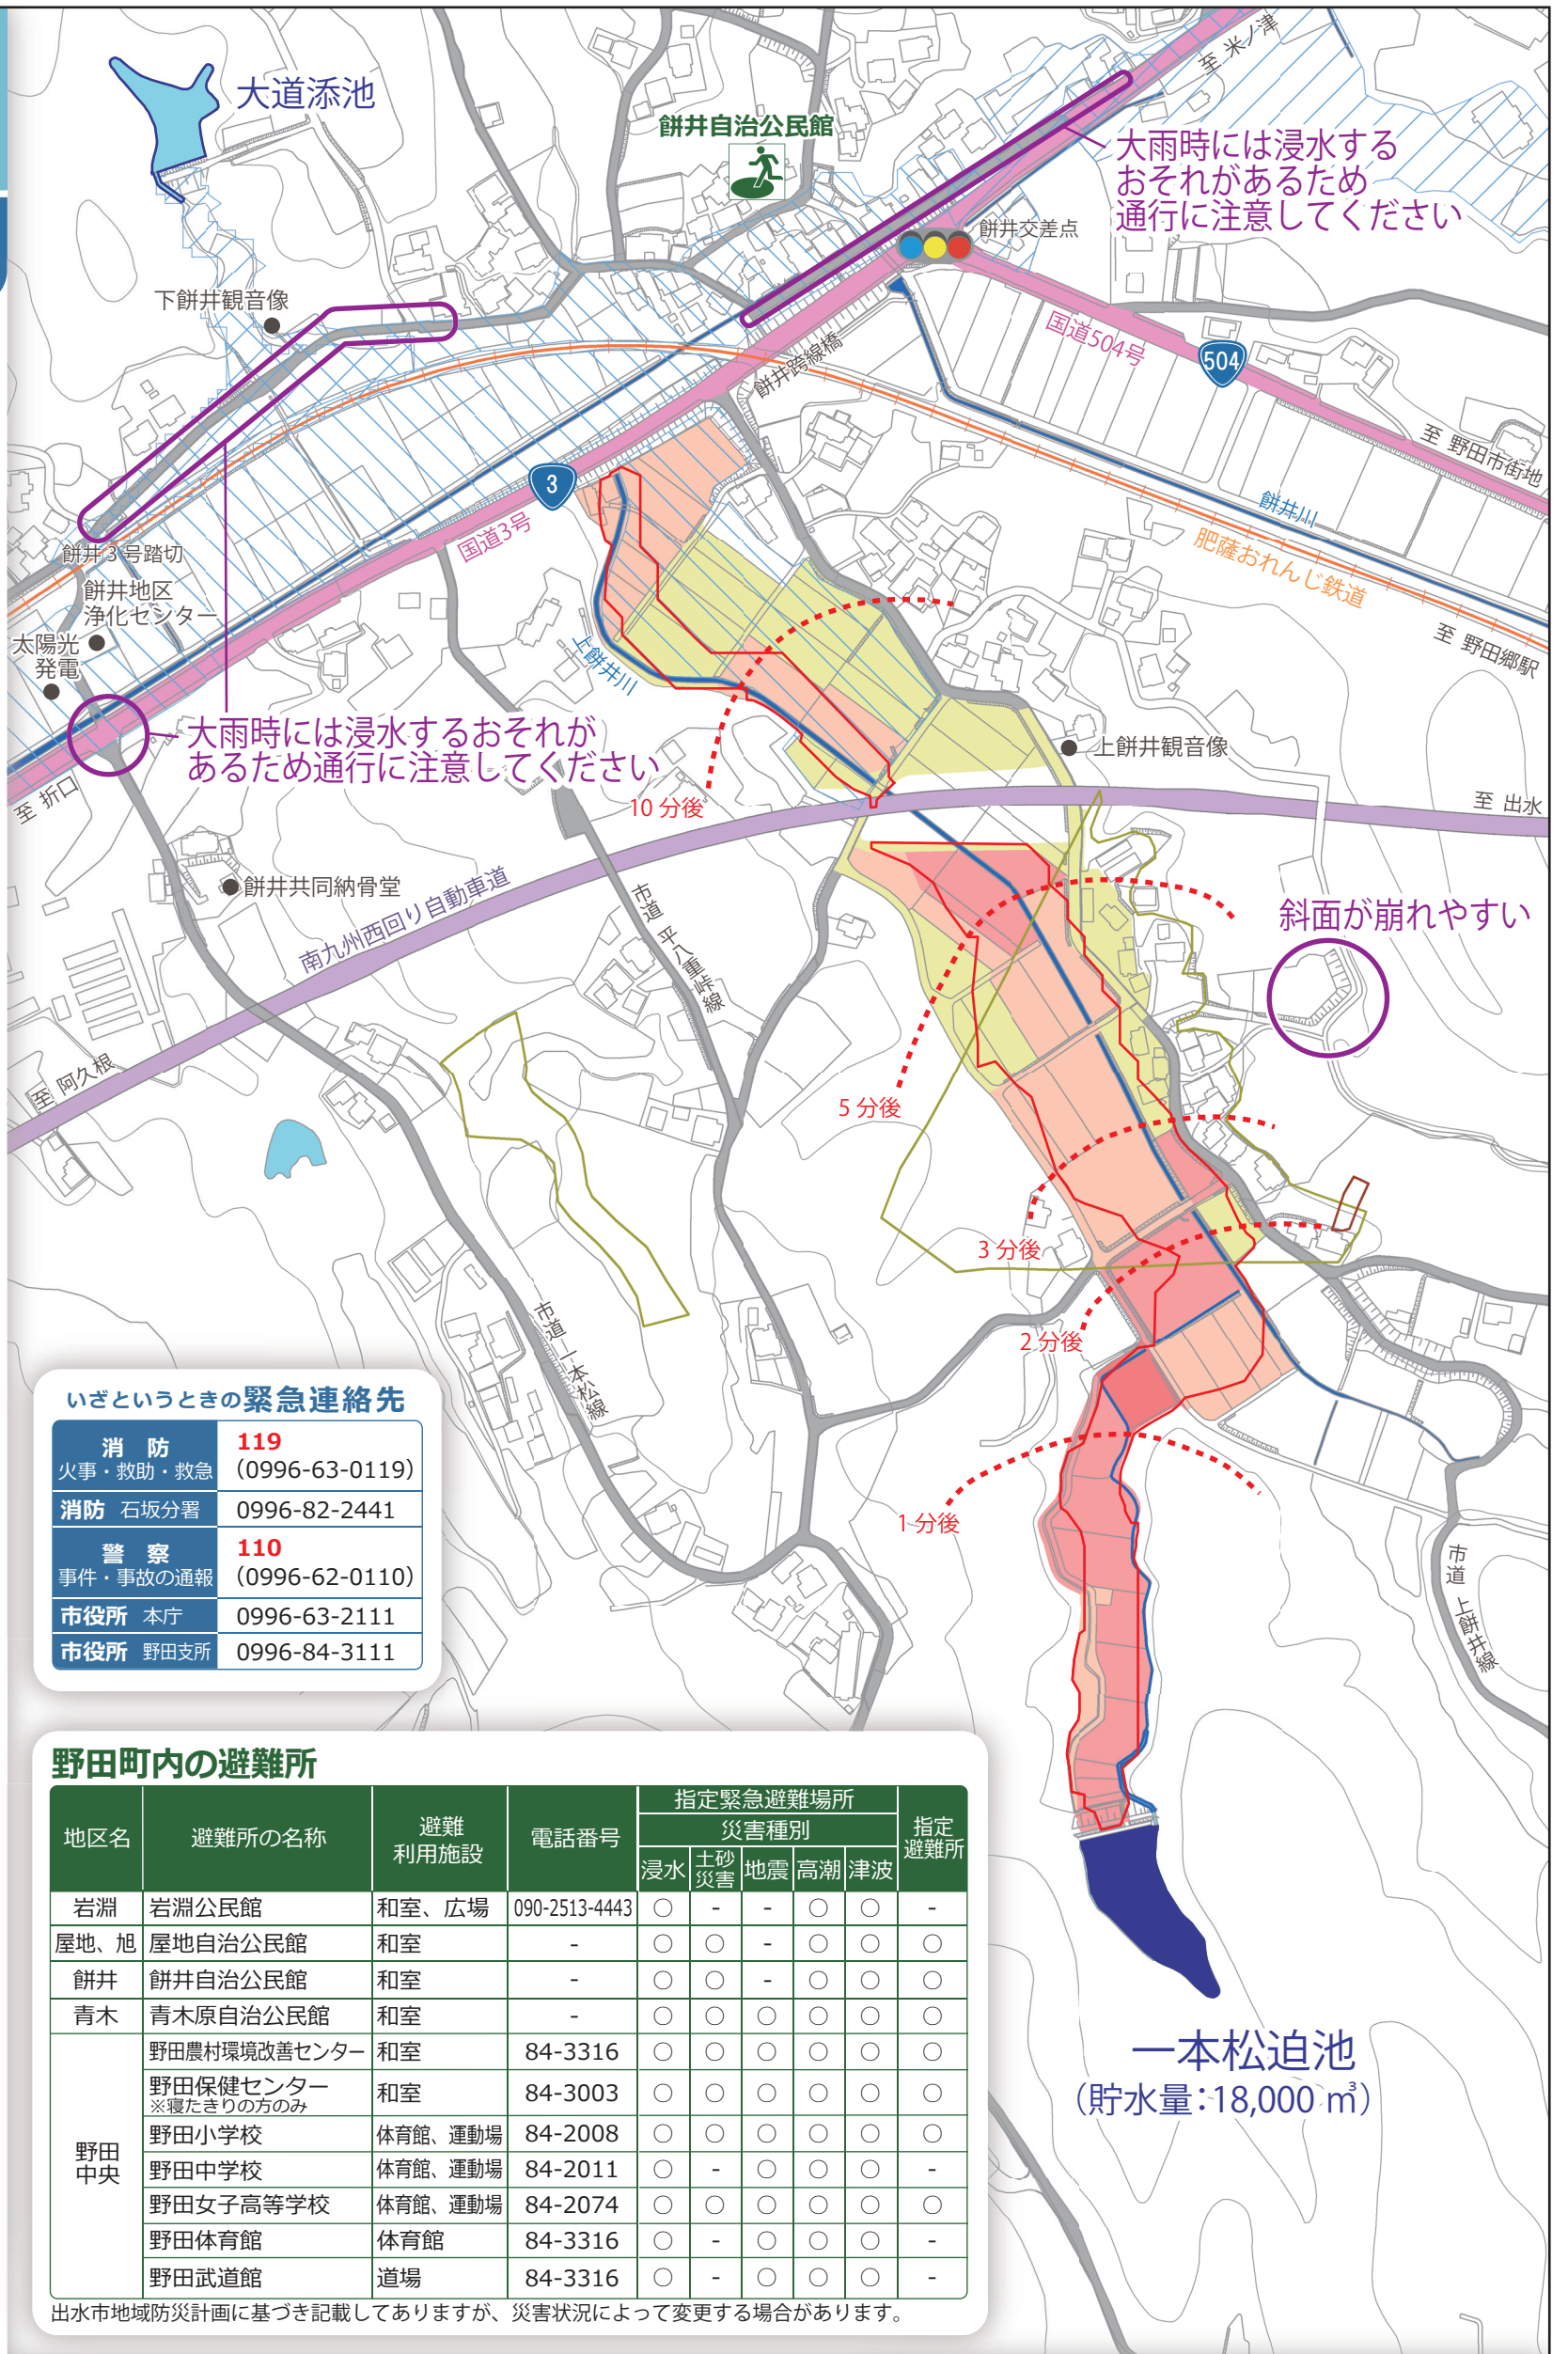 大道添池
餅井自治公民館
至 米ノ津
大雨時には浸水する
おそれがあるため
通行に注意してください
餅井交差点
下餅井観音像
餅井跨線橋
国道504号
504
至 野田市街地
3
国道3号
餅井川
肥薩おれんじ鉄道
至 野田郷駅
餅井3号踏切
餅井地区
浄化センター
太陽光
発電
上餅井川
大雨時には浸水するおそれが
あるため通行に注意してください
至 折口
上餅井観音像
10 分後
至 出水
餅井共同納骨堂
南九州西回り自動車道
市道 平八重峠線
斜面が崩れやすい
至 阿久根
5 分後
3 分後
2 分後
市道 一本松線
1 分後
市道 上餅井線
いざというときの緊急連絡先
消 防 119
火事・救助・救急 (0996-63-0119)
消防 石坂分署 0996-82-2441
警 察 110
事件・事故の通報 (0996-62-0110)
市役所 本庁 0996-63-2111
市役所 野田支所 0996-84-3111
野田町内の避難所
地区名 避難所の名称 避難利用施設 電話番号 指定緊急避難場所 指定避難所
災害種別
浸水 土砂災害 地震 高潮 津波
岩淵 岩淵公民館 和室、広場 090-2513-4443 ○ - - ○ ○ -
屋地、旭 屋地自治公民館 和室 - ○ ○ - ○ ○ ○
餅井 餅井自治公民館 和室 - ○ ○ - ○ ○ ○
青木 青木原自治公民館 和室 - ○ ○ ○ ○ ○ ○
野田中央 野田農村環境改善センター 和室 84-3316 ○ ○ ○ ○ ○ ○
野田保健センター 和室 84-3003 ○ ○ ○ ○ ○ ○
※寝たきりの方のみ
野田小学校 体育館、運動場 84-2008 ○ ○ ○ ○ ○ ○
野田中学校 体育館、運動場 84-2011 ○ - ○ ○ ○ -
野田女子高等学校 体育館、運動場 84-2074 ○ ○ ○ ○ ○ ○
野田体育館 体育館 84-3316 ○ - ○ ○ ○ -
野田武道館 道場 84-3316 ○ - ○ ○ ○ -
出水市地域防災計画に基づき記載してありますが、災害状況によって変更する場合があります。
一本松迫池
(貯水量：18,000 ㎥)